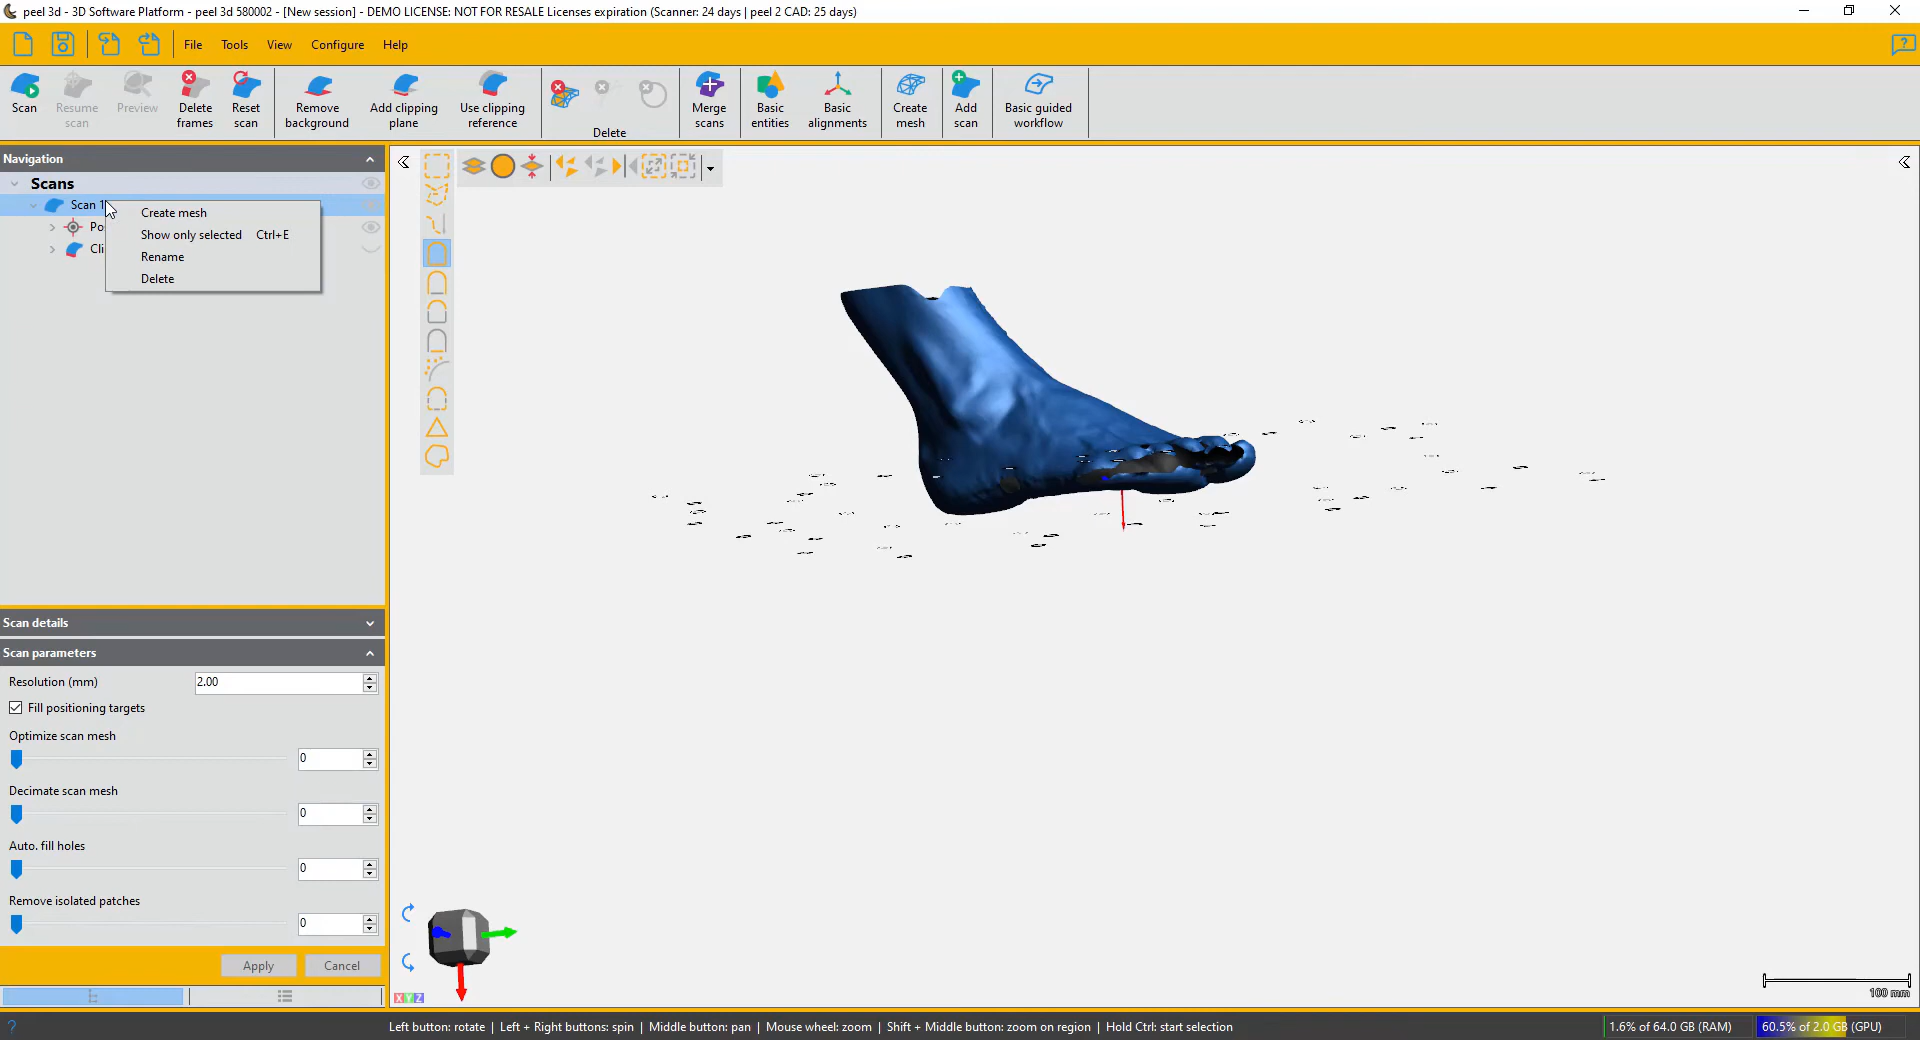 peel 3d - 3D Software Platform - peel 3d 580002 - [New session] - DEMO LICENSE: NOT FOR RESALE Licenses expiration (Scanner: 24 days | peel 2 CAD: 25 days)
File Tools View Configure Help
Scan
Resume scan
Preview
Delete frames
Reset scan
Remove background
Add clipping plane
Use clipping reference
Delete
Merge scans
Basic entities
Basic alignments
Create mesh
Add scan
Basic guided workflow
Navigation
Scans
Scan 1
Create mesh
Po
Show only selected Ctrl+E
Cli
Rename
Delete
Scan details
Scan parameters
Resolution (mm) 2.00
Fill positioning targets
Optimize scan mesh
0
Decimate scan mesh
0
Auto. fill holes
0
Remove isolated patches
0
Apply Cancel
XYZ
100 mm
? Left button: rotate | Left + Right buttons: spin | Middle button: pan | Mouse wheel: zoom | Shift + Middle button: zoom on region | Hold Ctrl: start selection
1.6% of 64.0 GB (RAM) 60.5% of 2.0 GB (GPU)